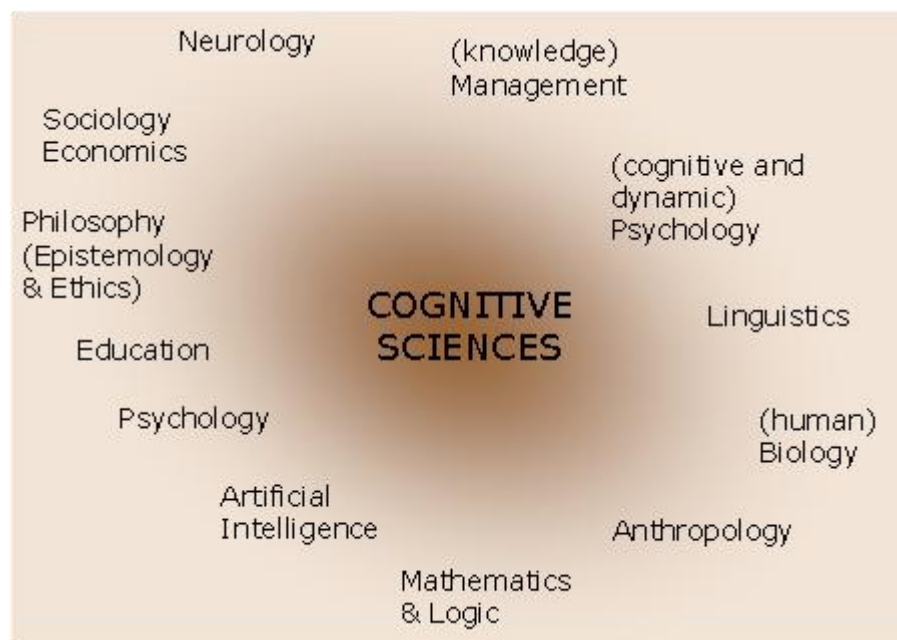 Neurology
(knowledge)
Management
Sociology
Economics
(cognitive and
dynamic)
Psychology
Philosophy
(Epistemology
& Ethics)
COGNITIVE
SCIENCES
Linguistics
Education
Psychology
(human)
Biology
Artificial
Intelligence
Anthropology
Mathematics
& Logic